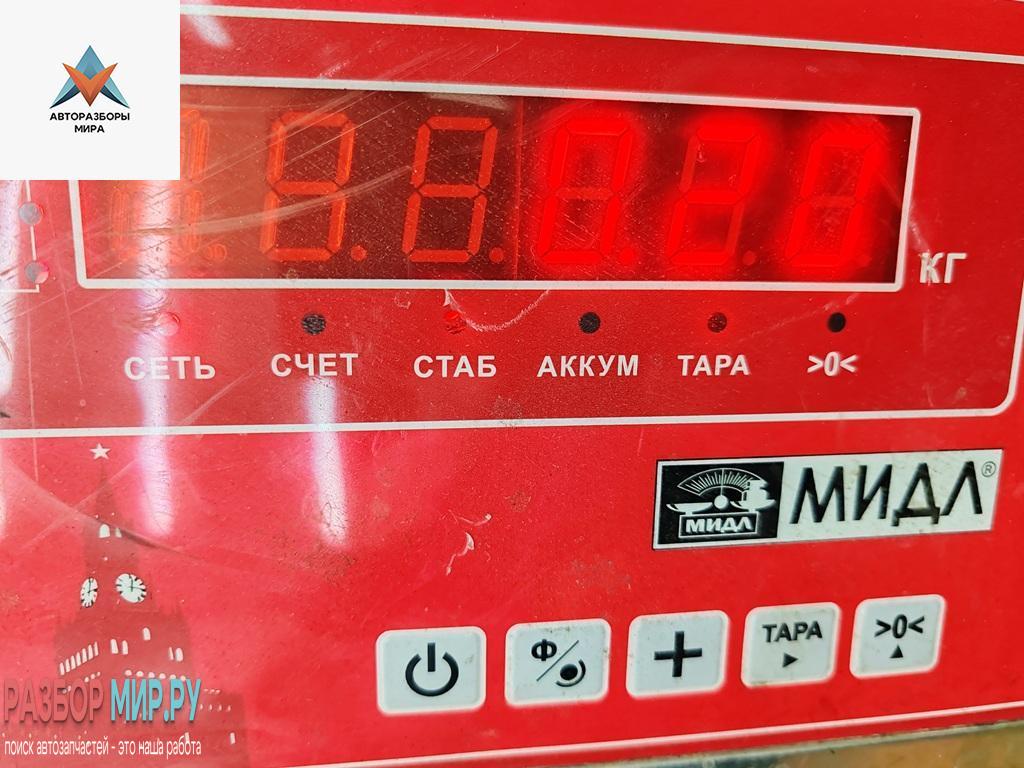 АВТОРАЗБОРЫ
МИРА
0.20
кг
СЕТЬ СЧЕТ СТАБ АККУМ ТАРА >0<
МИДЛ МИДЛ®
Ф
+
ТАРА
>0<
РАЗБОР МИР.РУ
поиск автозапчастей - это наша работа